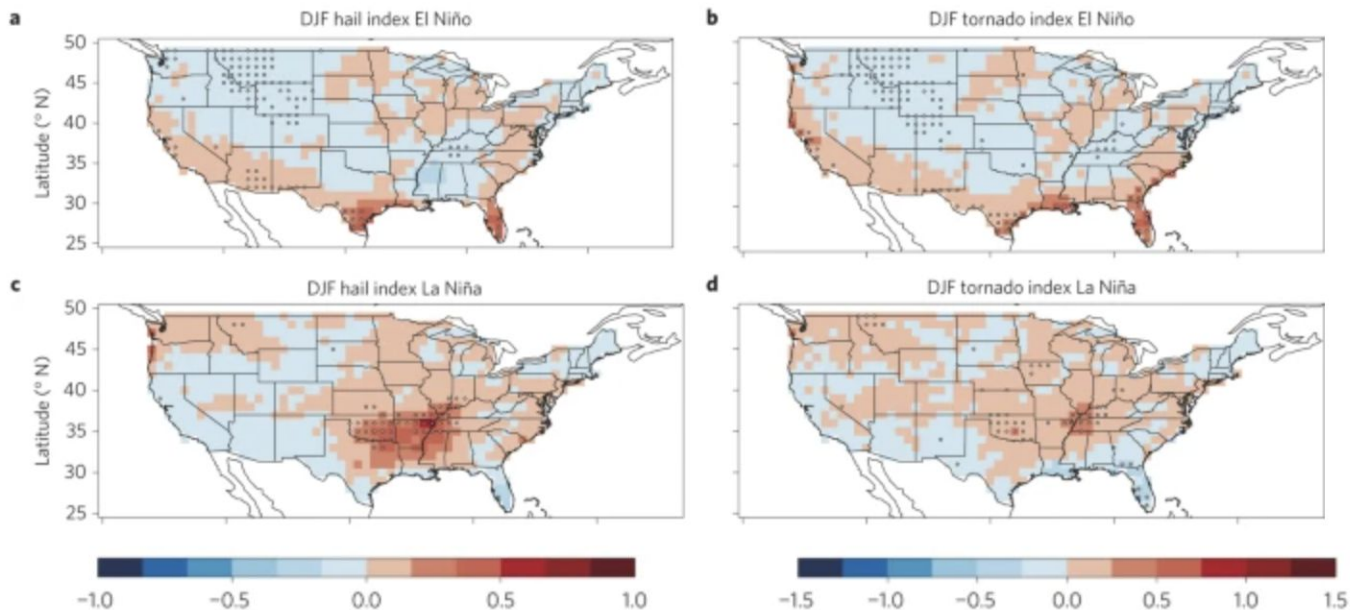 a DJF hail index El Niño
b DJF tornado index El Niño
Latitude (° N)
50
45
40
35
30
25
c DJF hail index La Niña
d DJF tornado index La Niña
Latitude (° N)
50
45
40
35
30
25
−1.0 −0.5 0.0 0.5 1.0
−1.5 −1.0 −0.5 0.0 0.5 1.0 1.5